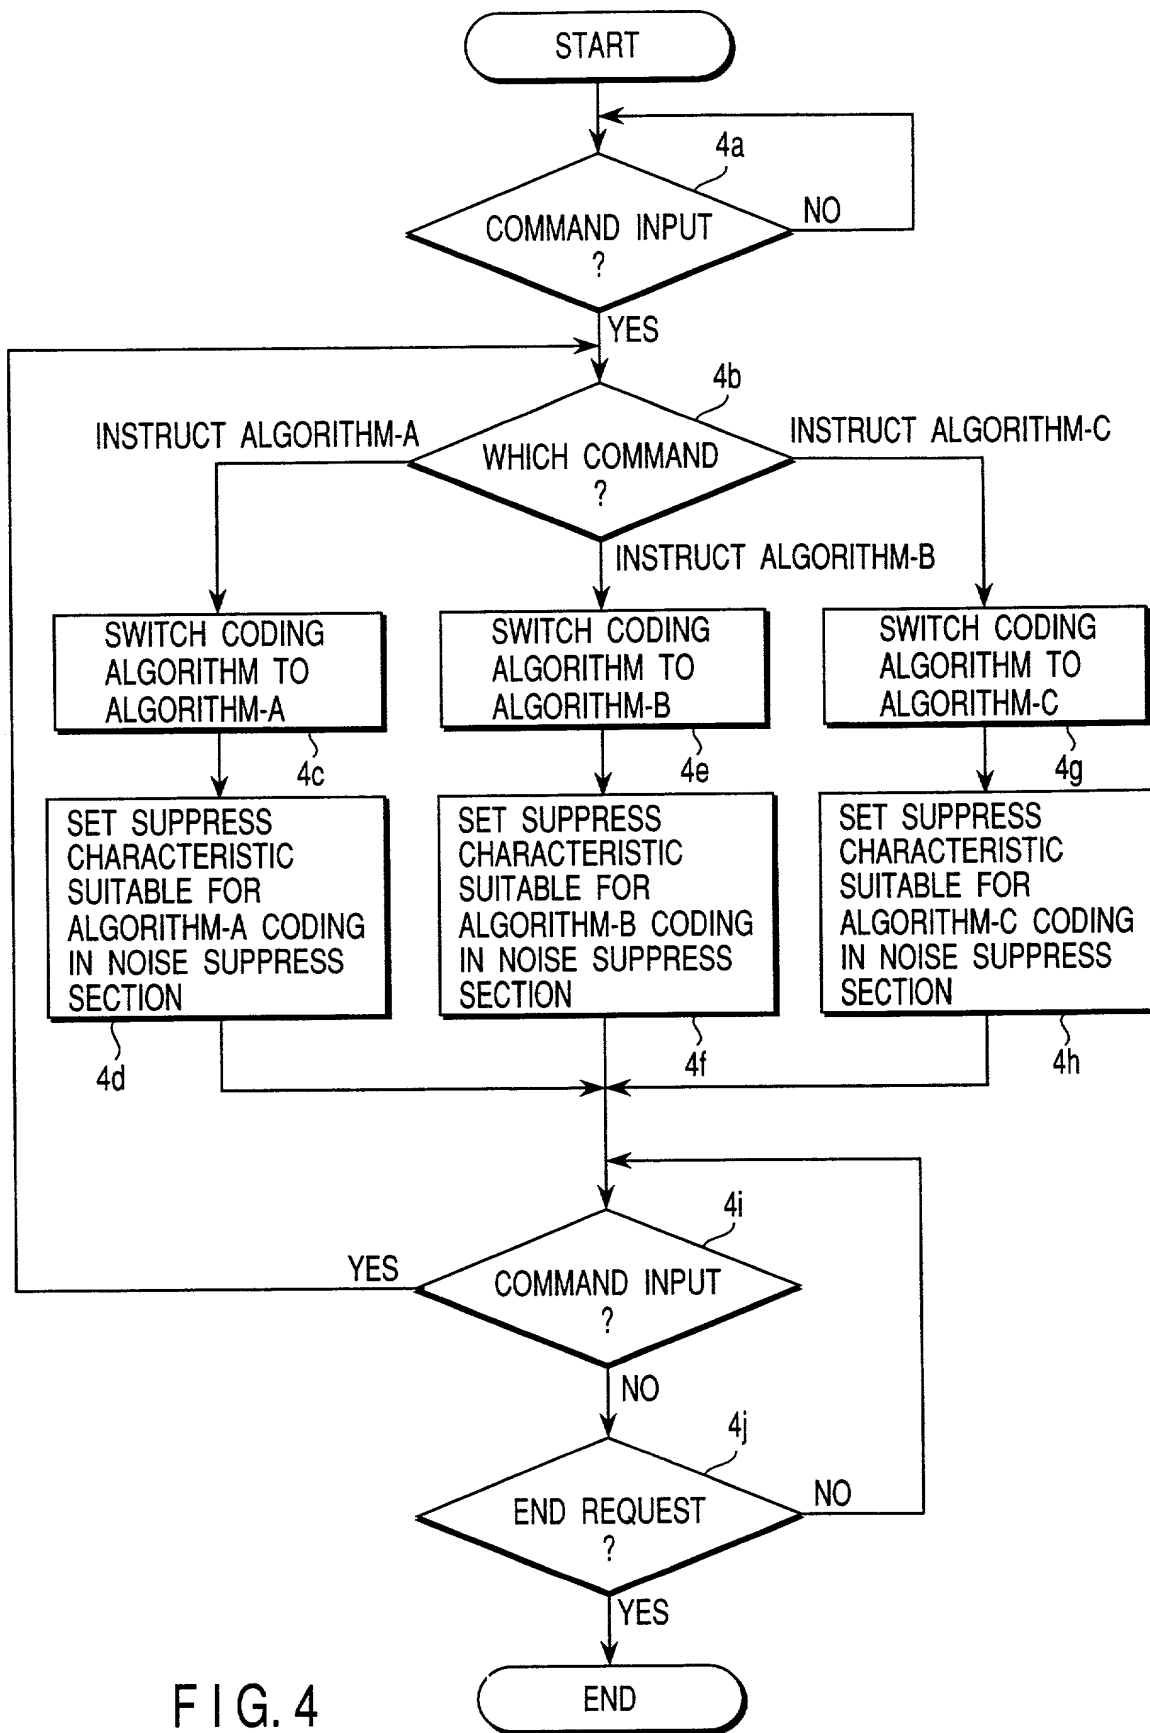 START
4a
COMMAND INPUT
?
NO
YES
4b
INSTRUCT ALGORITHM-A
INSTRUCT ALGORITHM-C
WHICH COMMAND
?
INSTRUCT ALGORITHM-B
SWITCH CODING
ALGORITHM TO
ALGORITHM-A
4c
SWITCH CODING
ALGORITHM TO
ALGORITHM-B
4e
SWITCH CODING
ALGORITHM TO
ALGORITHM-C
4g
SET SUPPRESS
CHARACTERISTIC
SUITABLE FOR
ALGORITHM-A CODING
IN NOISE SUPPRESS
SECTION
4d
SET SUPPRESS
CHARACTERISTIC
SUITABLE FOR
ALGORITHM-B CODING
IN NOISE SUPPRESS
SECTION
4f
SET SUPPRESS
CHARACTERISTIC
SUITABLE FOR
ALGORITHM-C CODING
IN NOISE SUPPRESS
SECTION
4h
4i
YES
COMMAND INPUT
?
NO
4j
END REQUEST
?
NO
YES
END
FIG. 4